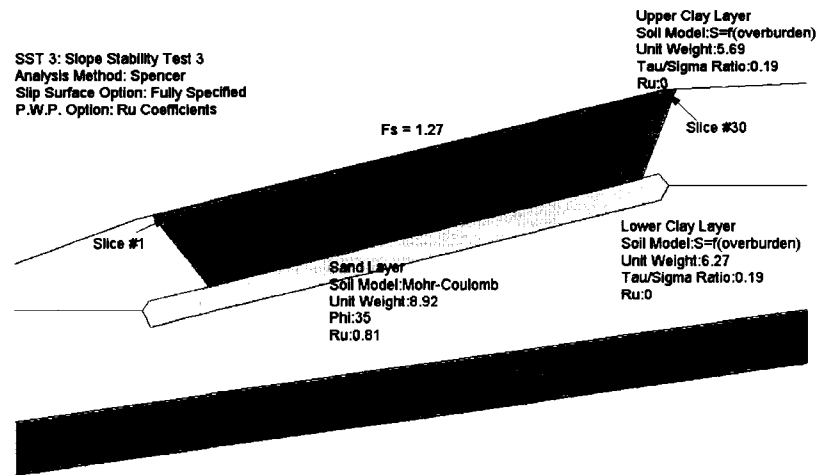 Upper Clay Layer
Soil Model:S=f(overburden)
Unit Weight:5.69
Tau/Sigma Ratio:0.19
Ru:0
SST 3: Slope Stability Test 3
Analysis Method: Spencer
Slip Surface Option: Fully Specified
P.W.P. Option: Ru Coefficients
Fs = 1.27
Slice #30
Slice #1
Lower Clay Layer
Soil Model:S=f(overburden)
Unit Weight:6.27
Tau/Sigma Ratio:0.19
Ru:0
Sand Layer
Soil Model:Mohr-Coulomb
Unit Weight:8.92
Phi:35
Ru:0.81